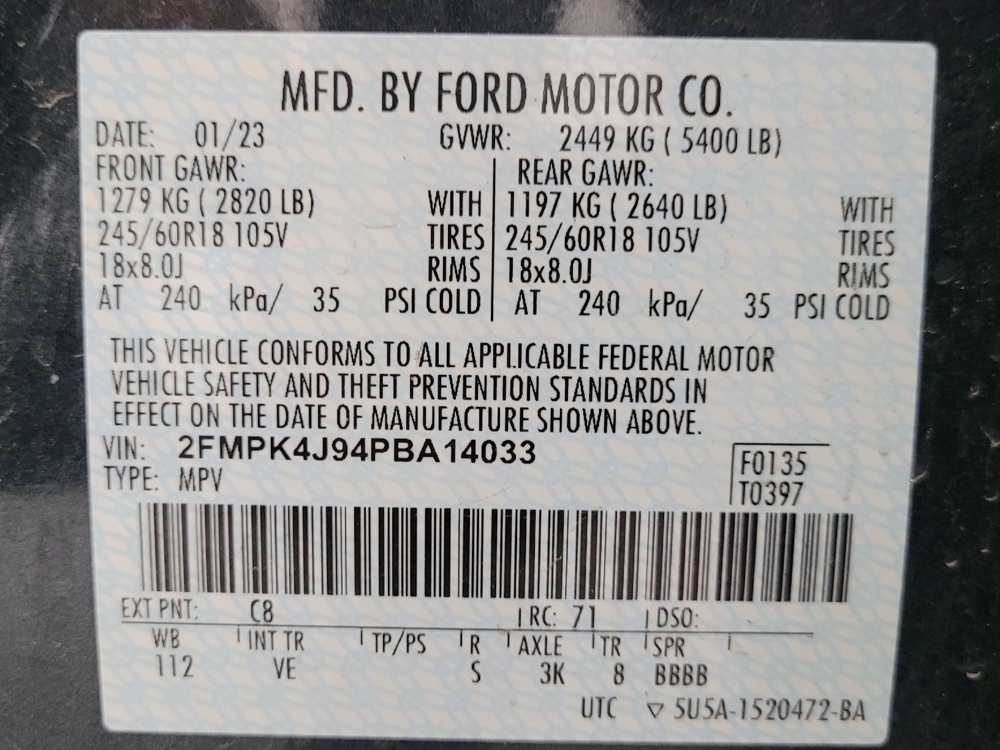 MFD. BY FORD MOTOR CO.
DATE: 01/23 GVWR: 2449 KG ( 5400 LB)
FRONT GAWR: REAR GAWR:
1279 KG ( 2820 LB) WITH 1197 KG ( 2640 LB) WITH
245/60R18 105V TIRES 245/60R18 105V TIRES
18x8.0J RIMS 18x8.0J RIMS
AT 240 kPa/ 35 PSI COLD AT 240 kPa/ 35 PSI COLD
THIS VEHICLE CONFORMS TO ALL APPLICABLE FEDERAL MOTOR
VEHICLE SAFETY AND THEFT PREVENTION STANDARDS IN
EFFECT ON THE DATE OF MANUFACTURE SHOWN ABOVE.
VIN: 2FMPK4J94PBA14033
F0135
TYPE: MPV
T0397
EXT PNT: C8 RC: 71 DSO:
WB INT TR TP/PS R AXLE TR SPR
112 VE S 3K 8 BBBB
UTC ▽ 5U5A-1520472-BA